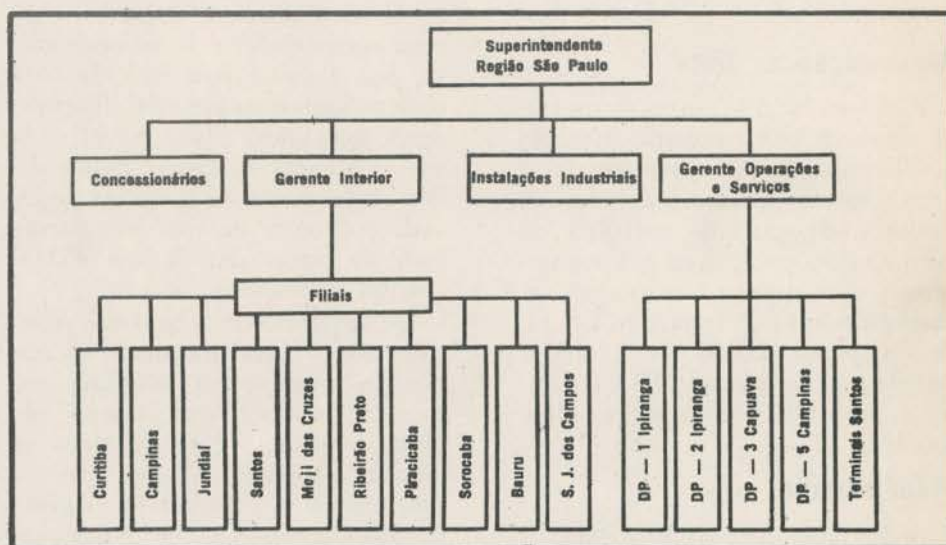 Superintendente
Região São Paulo
Concessionários
Gerente Interior
Instalações Industriais
Gerente Operações
e Serviços
Filiais
Curitiba
Campinas
Jundiaí
Santos
Moji das Cruzes
Ribeirão Preto
Piracicaba
Sorocaba
Bauru
S. J. dos Campos
DP — 1 Ipiranga
DP — 2 Ipiranga
DP — 3 Capuava
DP — 5 Campinas
Terminais Santos